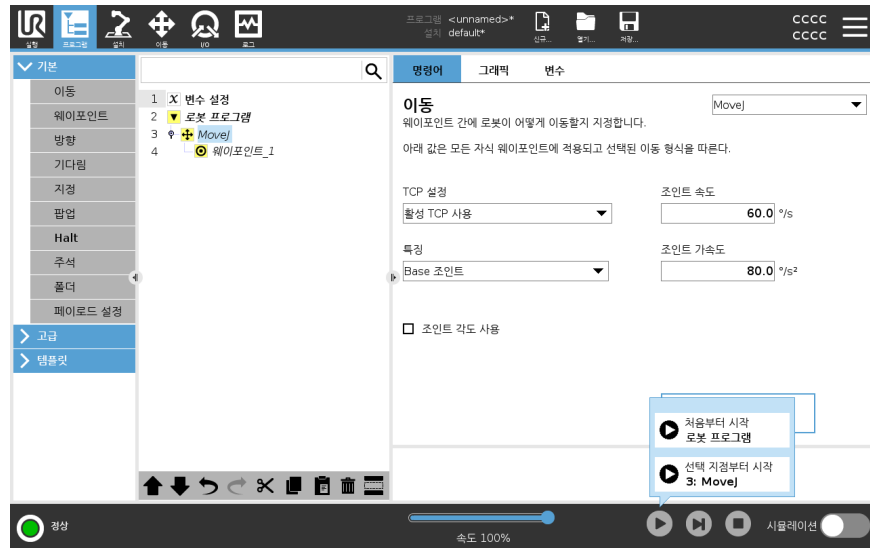 UR
실행
프로그램
설치
이동
I/O
로그
프로그램 <unnamed>*
설치 default*
신규...
열기...
저장...
CCCC
CCCC
기본
이동
웨이포인트
방향
기다림
지정
팝업
Halt
주석
폴더
페이로드 설정
고급
템플릿
1 X 변수 설정
2 로봇 프로그램
3 MoveJ
4 웨이포인트_1
명령어 그래픽 변수
이동
MoveJ
웨이포인트 간에 로봇이 어떻게 이동할지 지정합니다.
아래 값은 모든 자식 웨이포인트에 적용되고 선택된 이동 형식을 따른다.
TCP 설정
조인트 속도
활성 TCP 사용
60.0 °/s
특징
조인트 가속도
Base 조인트
80.0 °/s²
조인트 각도 사용
처음부터 시작
로봇 프로그램
선택 지점부터 시작
3: MoveJ
정상
속도 100%
시뮬레이션